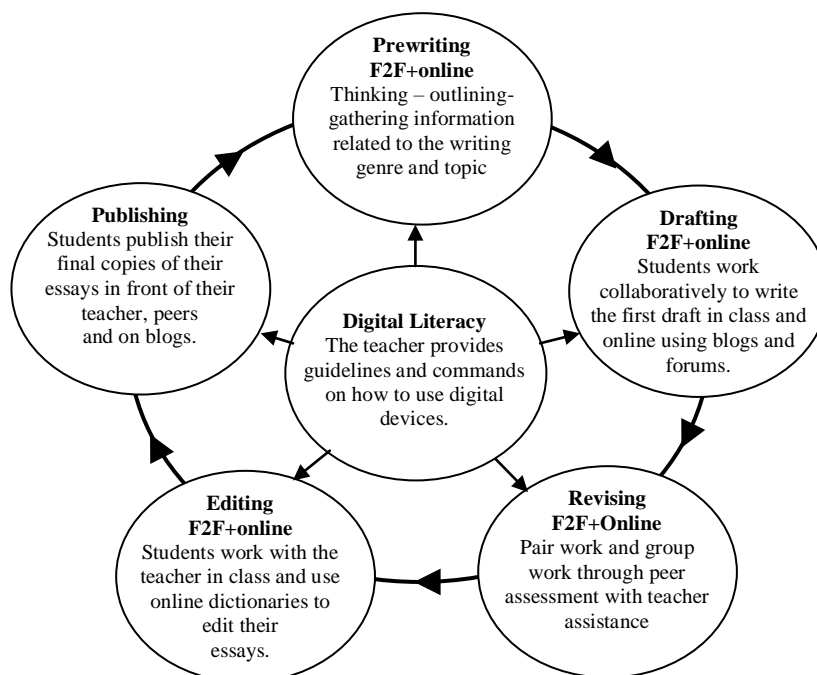 Prewriting
F2F+online
Thinking – outlining-
gathering information
related to the writing
genre and topic
Drafting
F2F+online
Students work
collaboratively to write
the first draft in class and
online using blogs and
forums.
Revising
F2F+Online
Pair work and group
work through peer
assessment with teacher
assistance
Editing
F2F+online
Students work with the
teacher in class and use
online dictionaries to
edit their
essays.
Publishing
Students publish their
final copies of their
essays in front of their
teacher, peers
and on blogs.
Digital Literacy
The teacher provides
guidelines and commands
on how to use digital
devices.